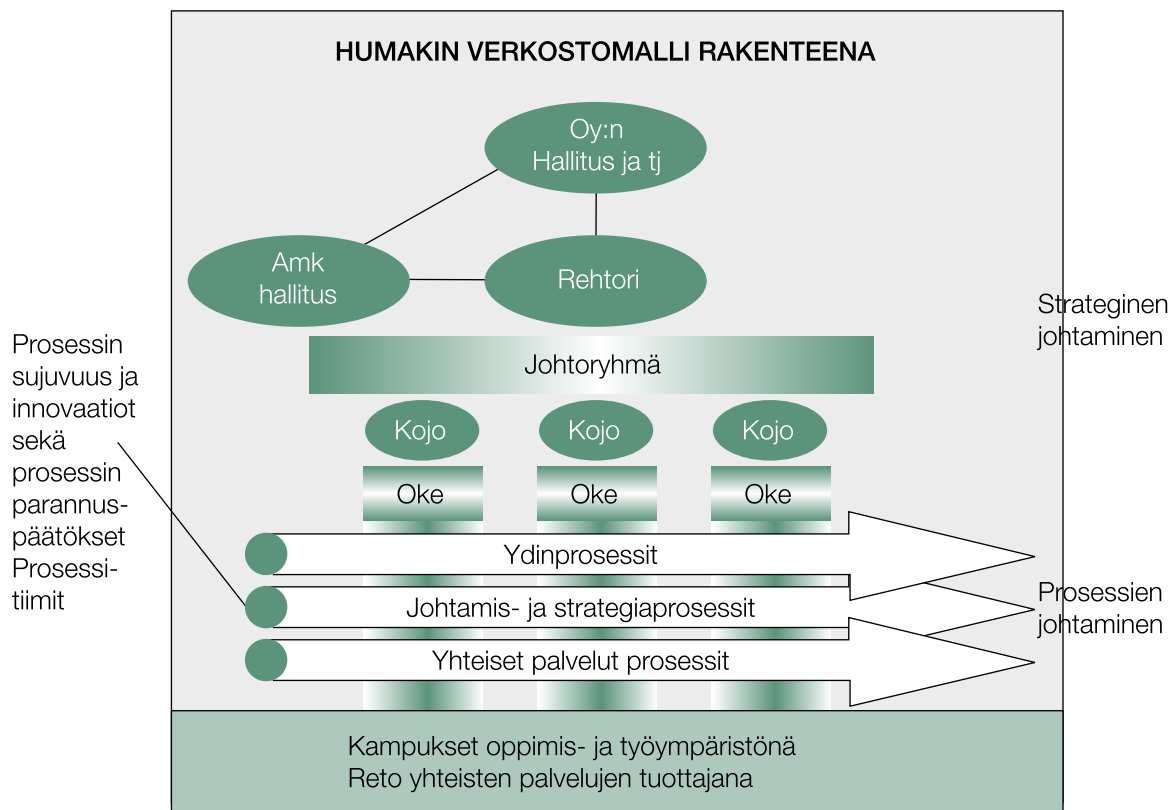 HUMAKIN VERKOSTOMALLI RAKENTEENA
Oy:n
Hallitus ja tj
Amk
hallitus
Rehtori
Strateginen
johtaminen
Johtoryhmä
Kojo
Kojo
Kojo
Oke
Oke
Oke
Prosessin
sujuvuus ja
innovaatiot
sekä
prosessin
parannus-
päätökset
Prosessi-
tiimit
Ydinprosessit
Johtamis- ja strategiaprosessit
Yhteiset palvelut prosessit
Prosessien
johtaminen
Kampukset oppimis- ja työympäristönä
Reto yhteisten palvelujen tuottajana